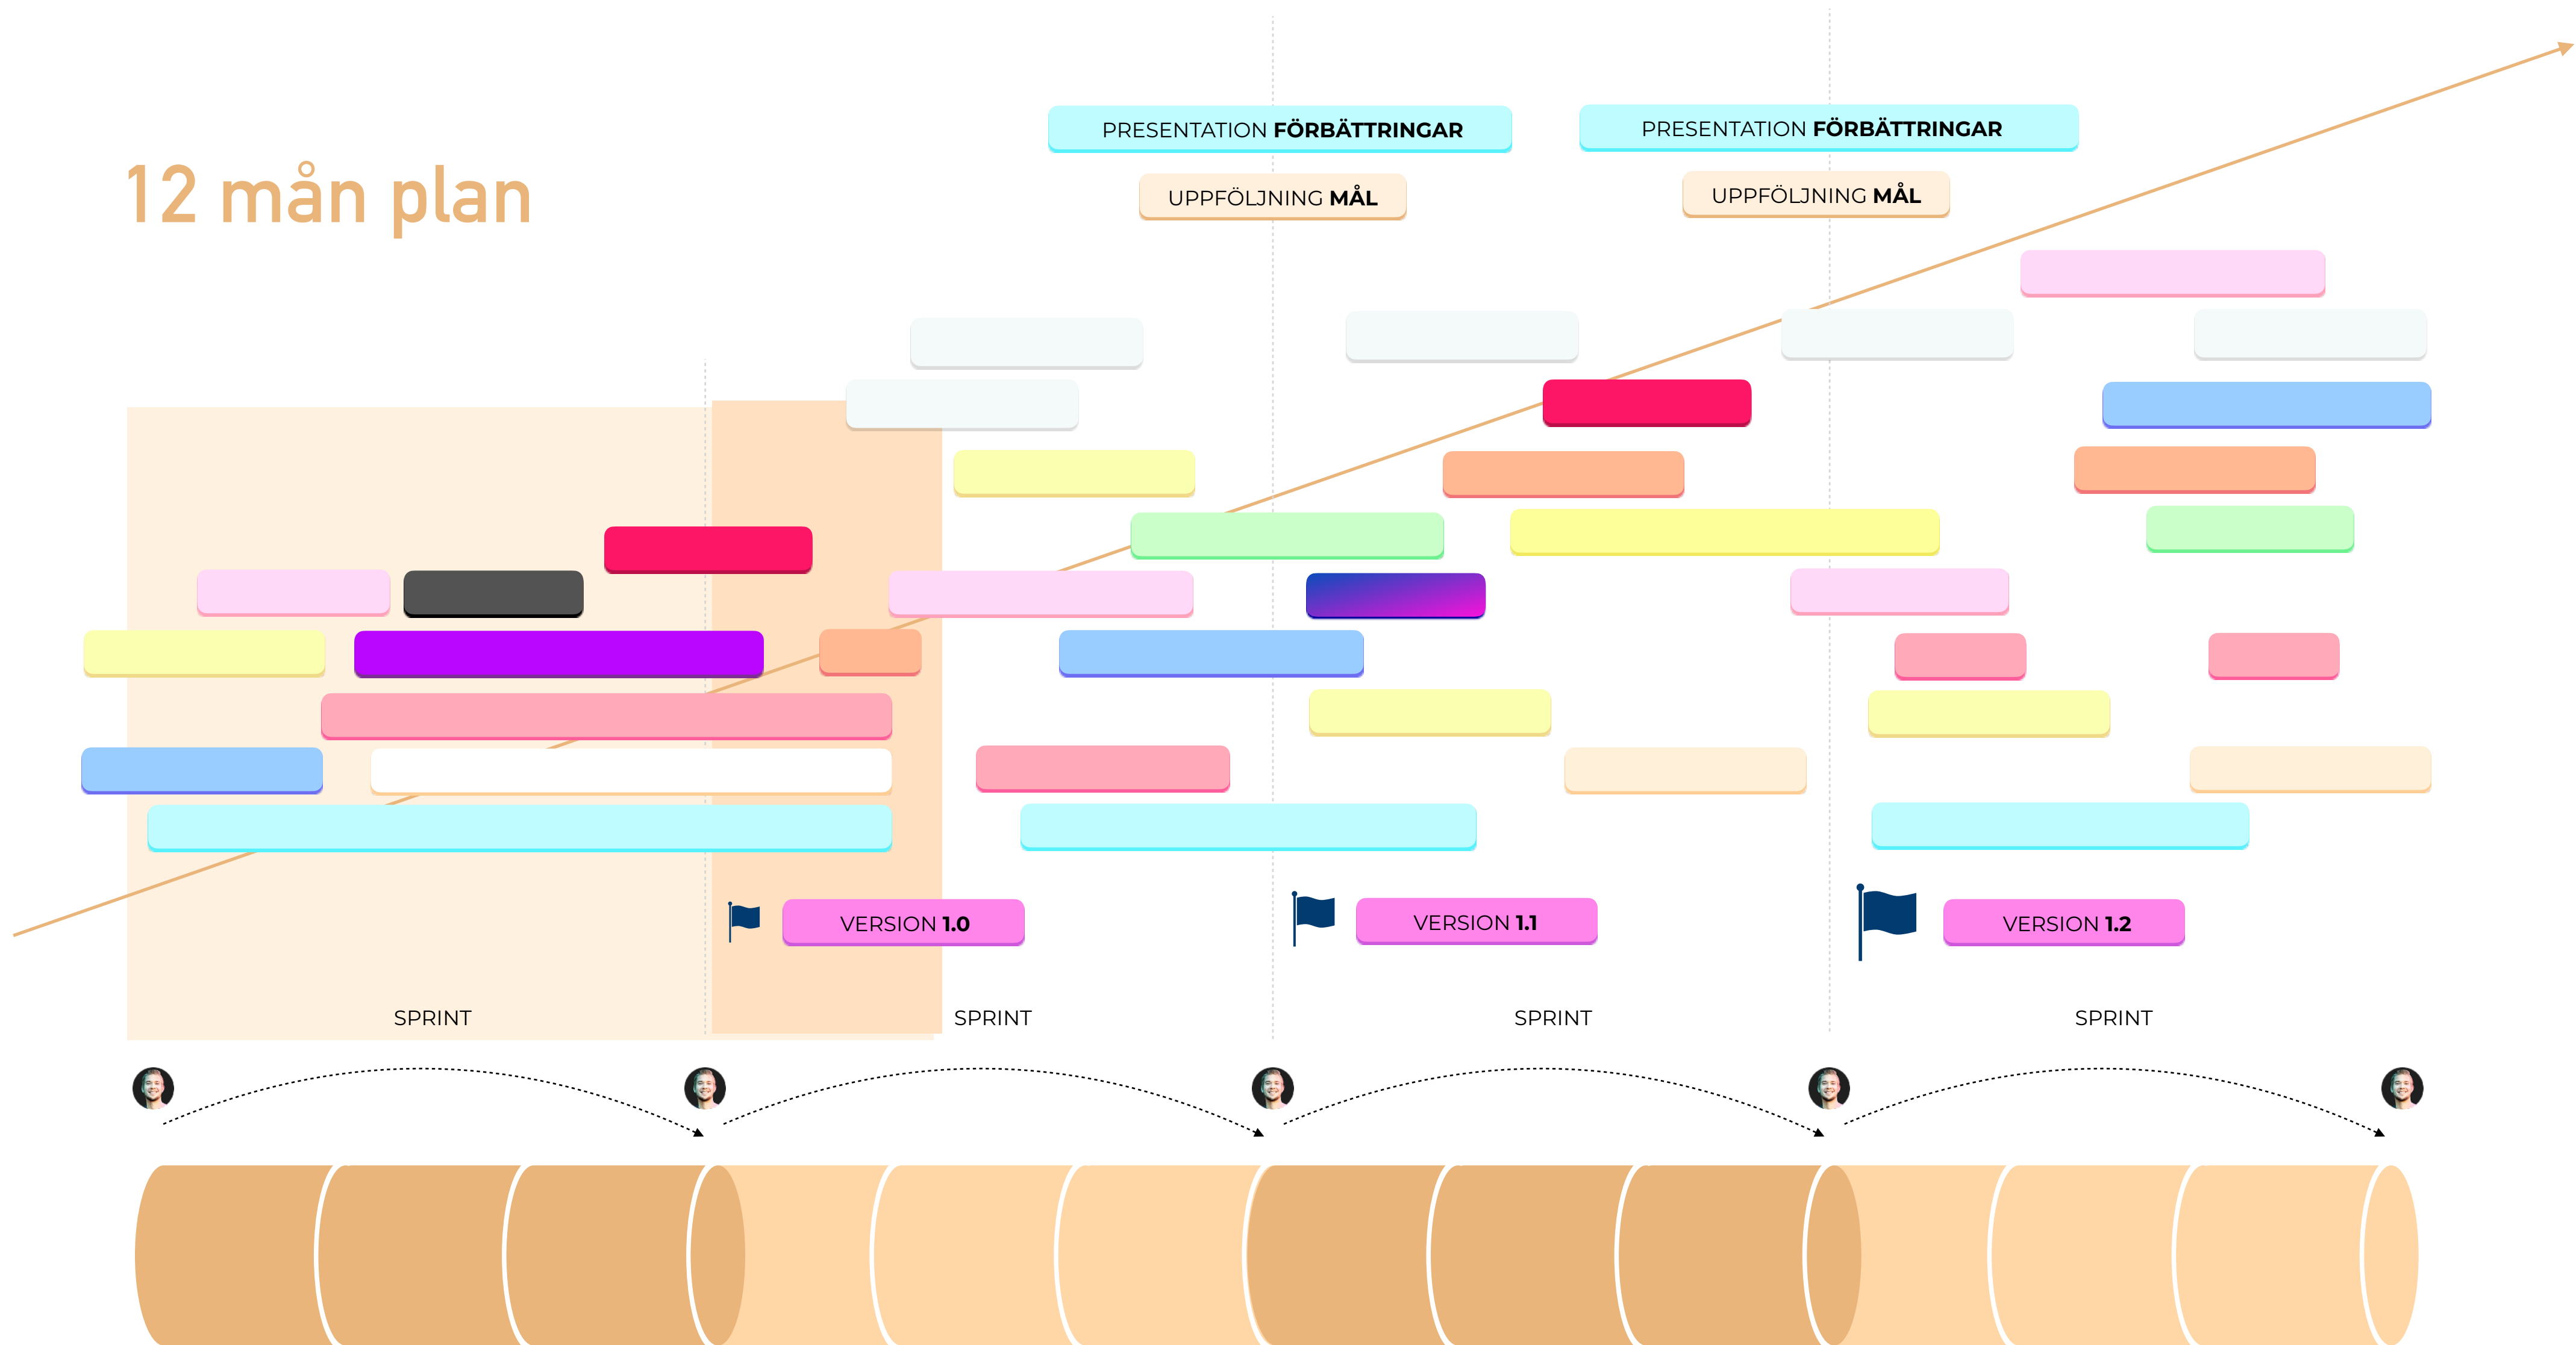 PRESENTATION FÖRBÄTTRINGAR
PRESENTATION FÖRBÄTTRINGAR
12 mån plan
UPPFÖLJNING MÅL
UPPFÖLJNING MÅL
VERSION 1.0
VERSION 1.1
VERSION 1.2
SPRINT
SPRINT
SPRINT
SPRINT